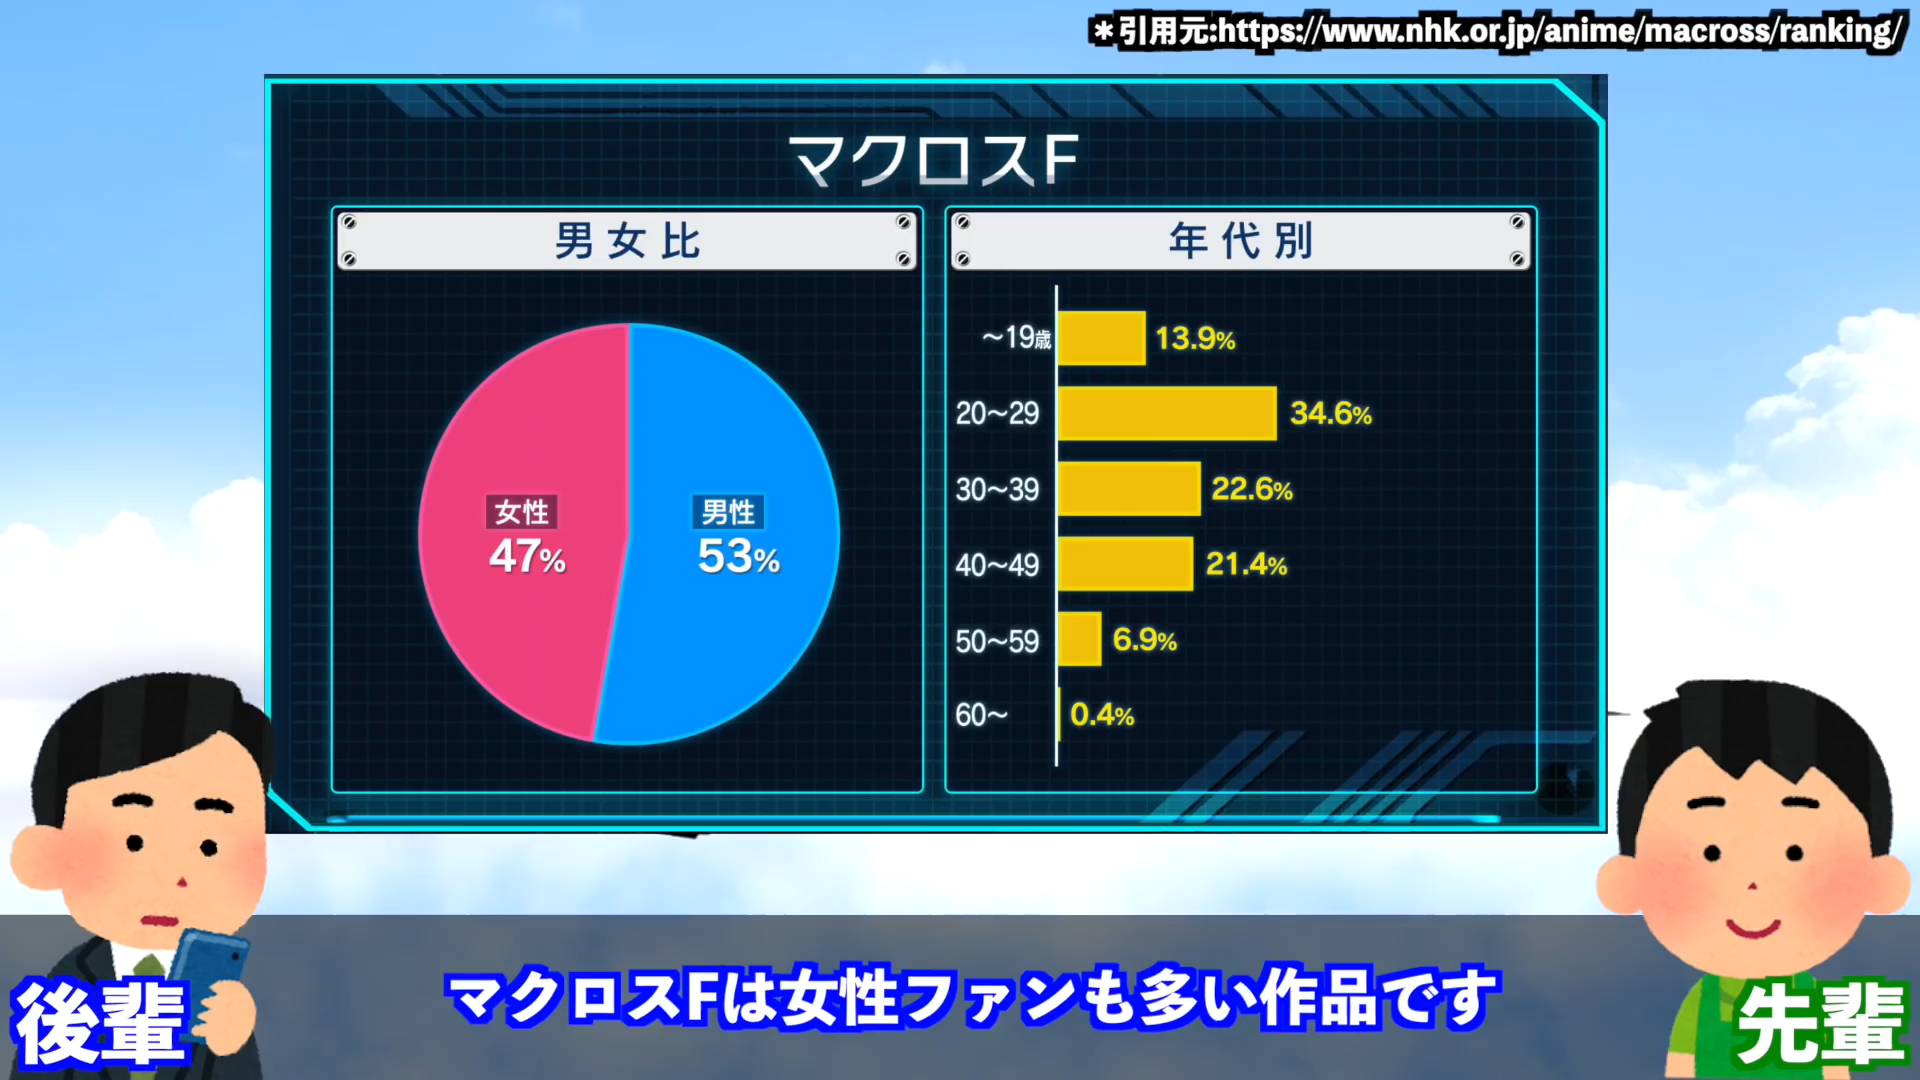 ＊引用元:https://www.nhk.or.jp/anime/macross/ranking/
マクロスF
男女比
女性
47%
男性
53%
年代別
～19歳 13.9%
20～29 34.6%
30～39 22.6%
40～49 21.4%
50～59 6.9%
60～ 0.4%
マクロスFは女性ファンも多い作品です
後輩
先輩